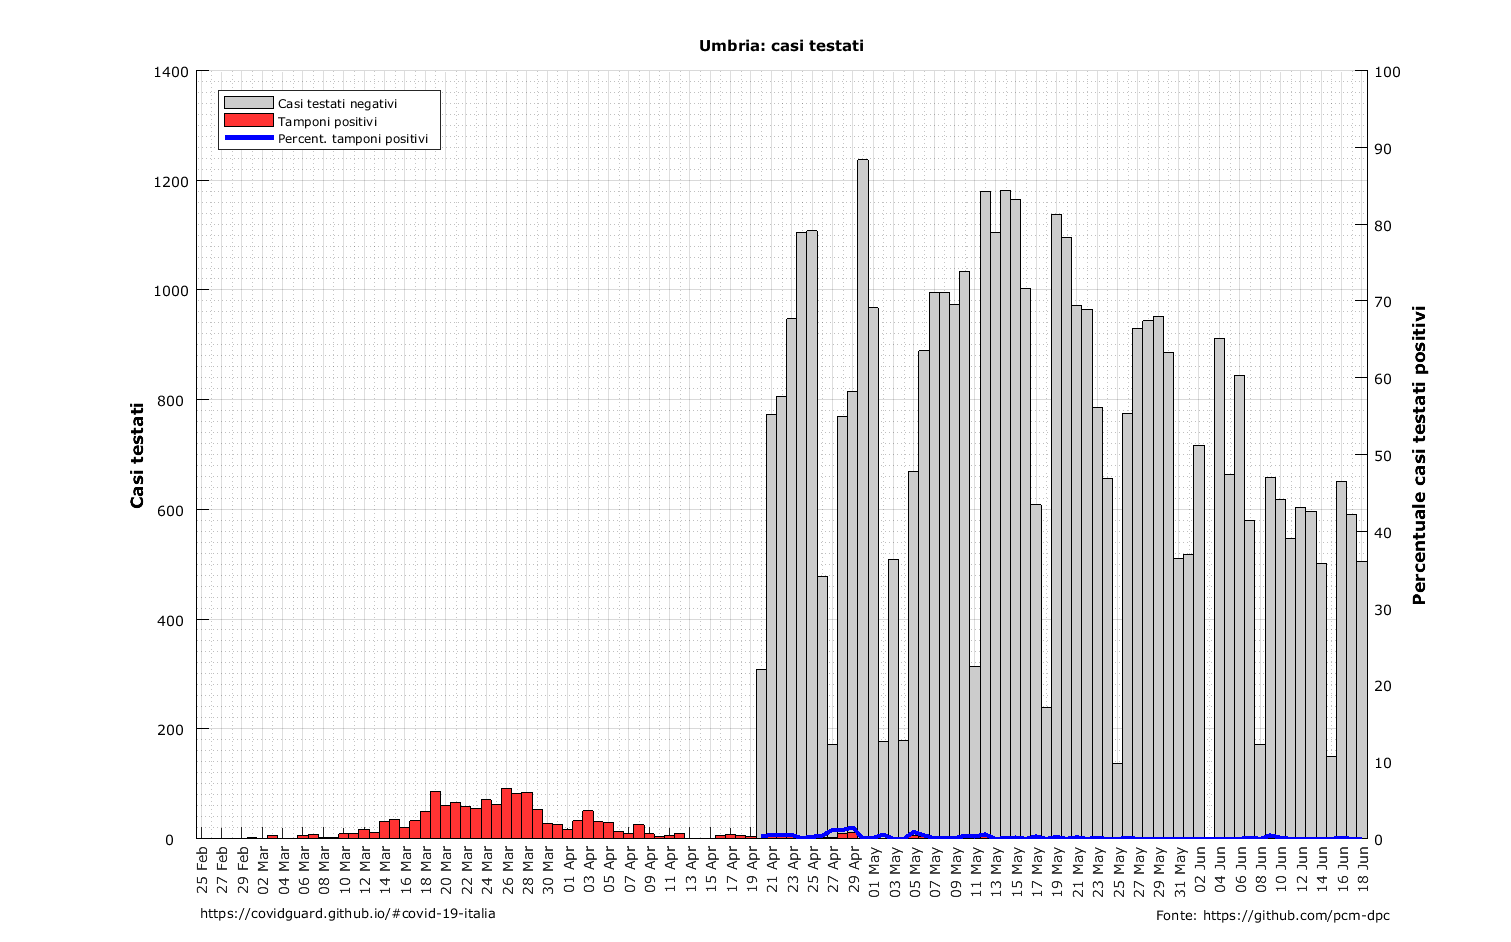 Umbria: casi testati
1400
1200
1000
800
600
400
200
0
Casi testati
Casi testati negativi
Tamponi positivi
Percent. tamponi positivi
100
90
80
70
60
50
40
30
20
10
0
Percentuale casi testati positivi
25 Feb
27 Feb
29 Feb
02 Mar
04 Mar
06 Mar
08 Mar
10 Mar
12 Mar
14 Mar
16 Mar
18 Mar
20 Mar
22 Mar
24 Mar
26 Mar
28 Mar
30 Mar
01 Apr
03 Apr
05 Apr
07 Apr
09 Apr
11 Apr
13 Apr
15 Apr
17 Apr
19 Apr
21 Apr
23 Apr
25 Apr
27 Apr
29 Apr
01 May
03 May
05 May
07 May
09 May
11 May
13 May
15 May
17 May
19 May
21 May
23 May
25 May
27 May
29 May
31 May
02 Jun
04 Jun
06 Jun
08 Jun
10 Jun
12 Jun
14 Jun
16 Jun
18 Jun
https://covidguard.github.io/#covid-19-italia
Fonte: https://github.com/pcm-dpc